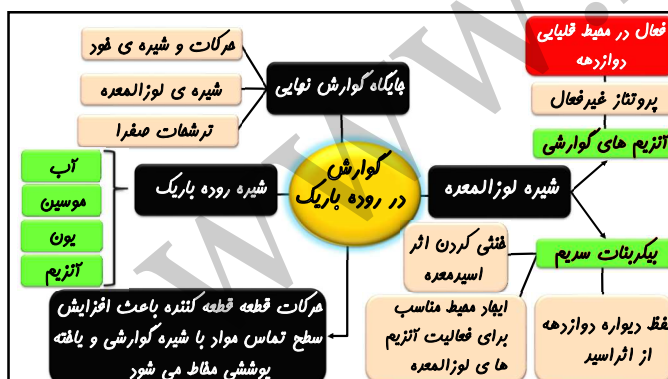 حرکات و شیره ی خود
شیره ی لوزالمعده
ترشحات صفرا
جایگاه گوارش نهایی
فعال در محیط قلیایی
دوازدهه
پروتئاز غیرفعال
آنزیم های گوارشی
گوارش
در روده باریک
شیره لوزالمعده
شیره روده باریک
آب
موسین
یون
آنزیم
بیکربنات سدیم
خنثی کردن اثر
اسیدمعده
ایجاد محیط مناسب
برای فعالیت آنزیم
های لوزالمعده
حفظ دیواره دوازدهه
از اثراسید
حرکات قطعه قطعه کننده باعث افزایش
سطح تماس مواد با شیره گوارشی و یاخته
پوششی مخاط می شود
www.